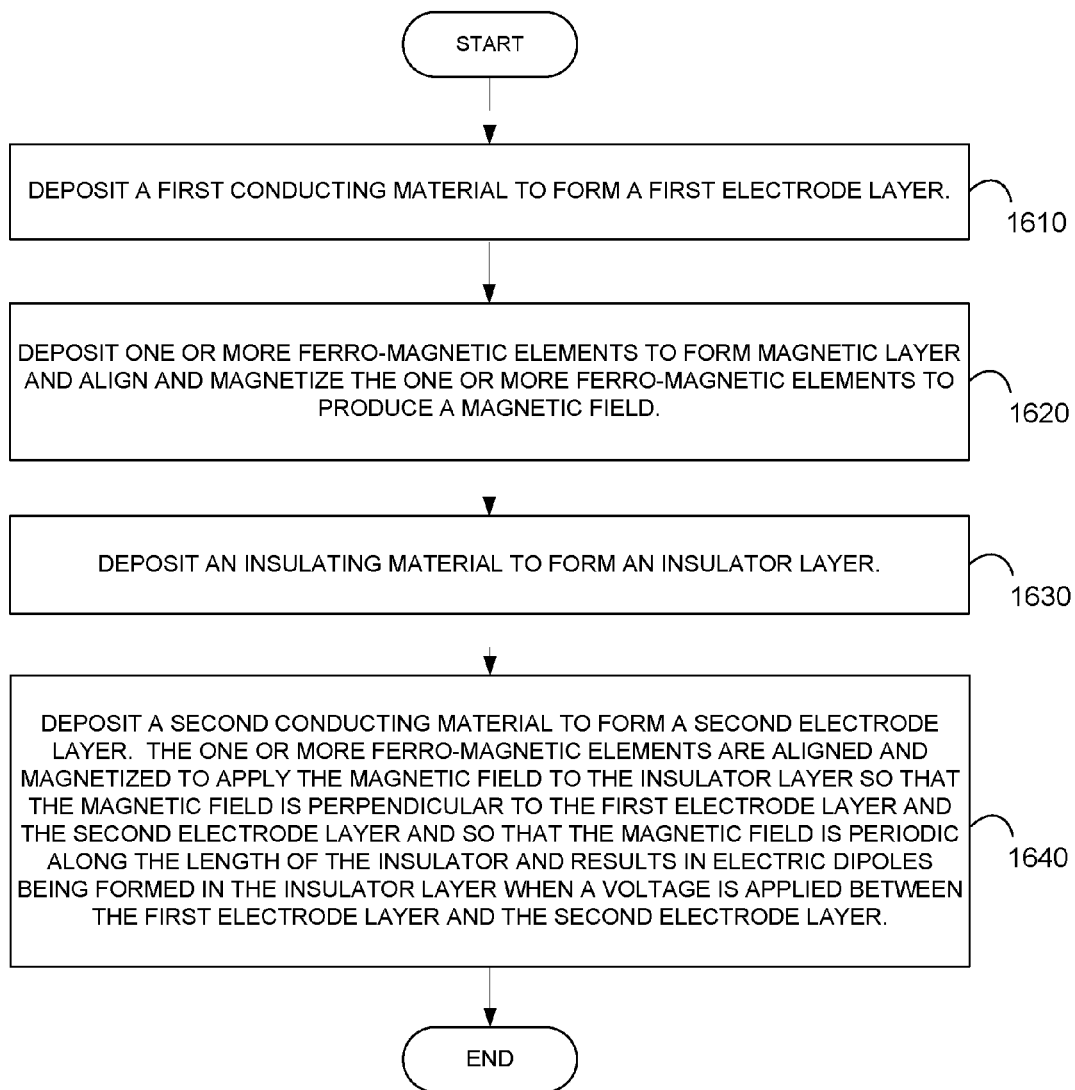 START
DEPOSIT A FIRST CONDUCTING MATERIAL TO FORM A FIRST ELECTRODE LAYER.
1610
DEPOSIT ONE OR MORE FERRO-MAGNETIC ELEMENTS TO FORM MAGNETIC LAYER
AND ALIGN AND MAGNETIZE THE ONE OR MORE FERRO-MAGNETIC ELEMENTS TO
PRODUCE A MAGNETIC FIELD.
1620
DEPOSIT AN INSULATING MATERIAL TO FORM AN INSULATOR LAYER.
1630
DEPOSIT A SECOND CONDUCTING MATERIAL TO FORM A SECOND ELECTRODE
LAYER. THE ONE OR MORE FERRO-MAGNETIC ELEMENTS ARE ALIGNED AND
MAGNETIZED TO APPLY THE MAGNETIC FIELD TO THE INSULATOR LAYER SO THAT
THE MAGNETIC FIELD IS PERPENDICULAR TO THE FIRST ELECTRODE LAYER AND
THE SECOND ELECTRODE LAYER AND SO THAT THE MAGNETIC FIELD IS PERIODIC
ALONG THE LENGTH OF THE INSULATOR AND RESULTS IN ELECTRIC DIPOLES
BEING FORMED IN THE INSULATOR LAYER WHEN A VOLTAGE IS APPLIED BETWEEN
THE FIRST ELECTRODE LAYER AND THE SECOND ELECTRODE LAYER.
1640
END